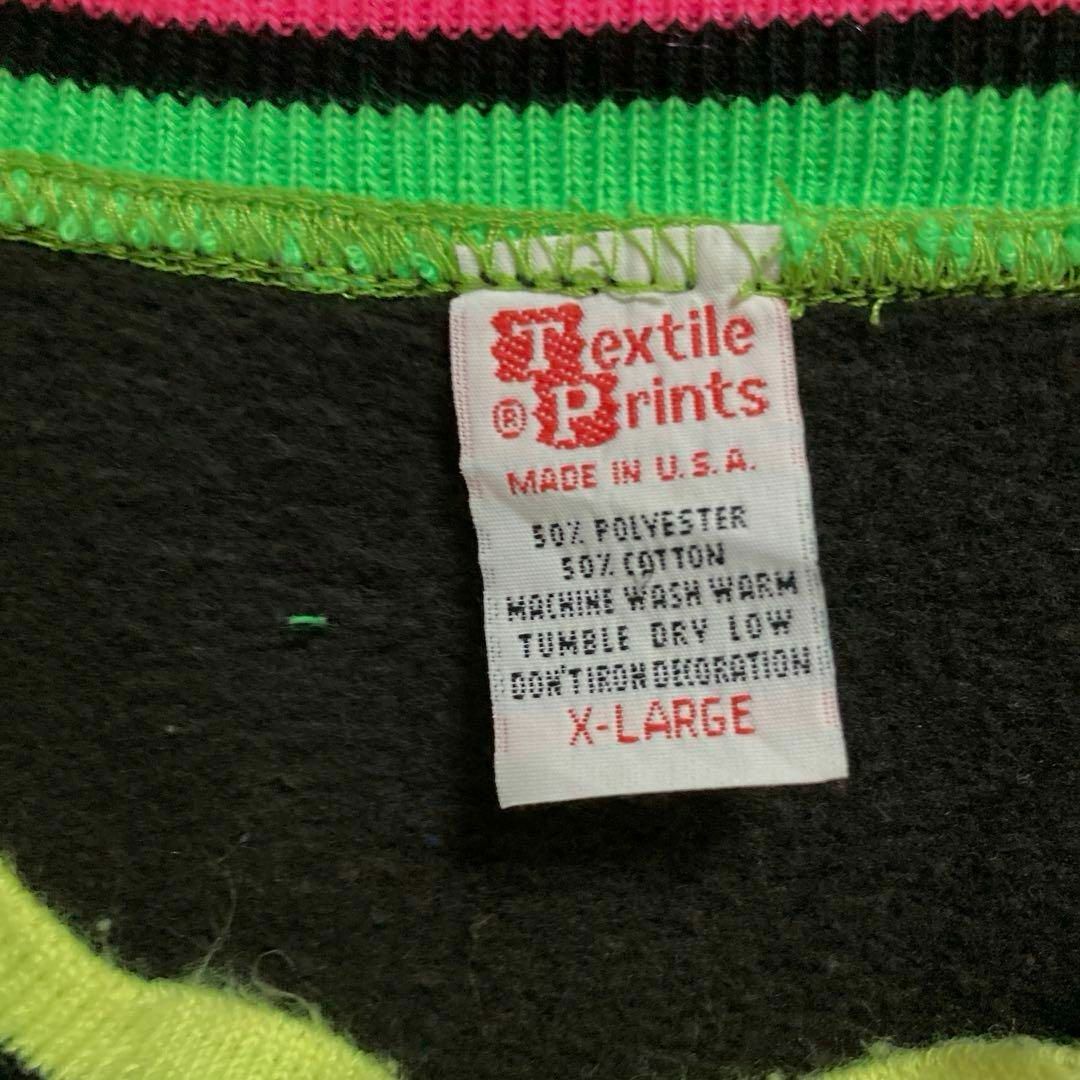 Textile
® Prints
MADE IN U.S.A.
50% POLYESTER
50% COTTON
MACHINE WASH WARM
TUMBLE DRY LOW
DON'T IRON DECORATION
X-LARGE